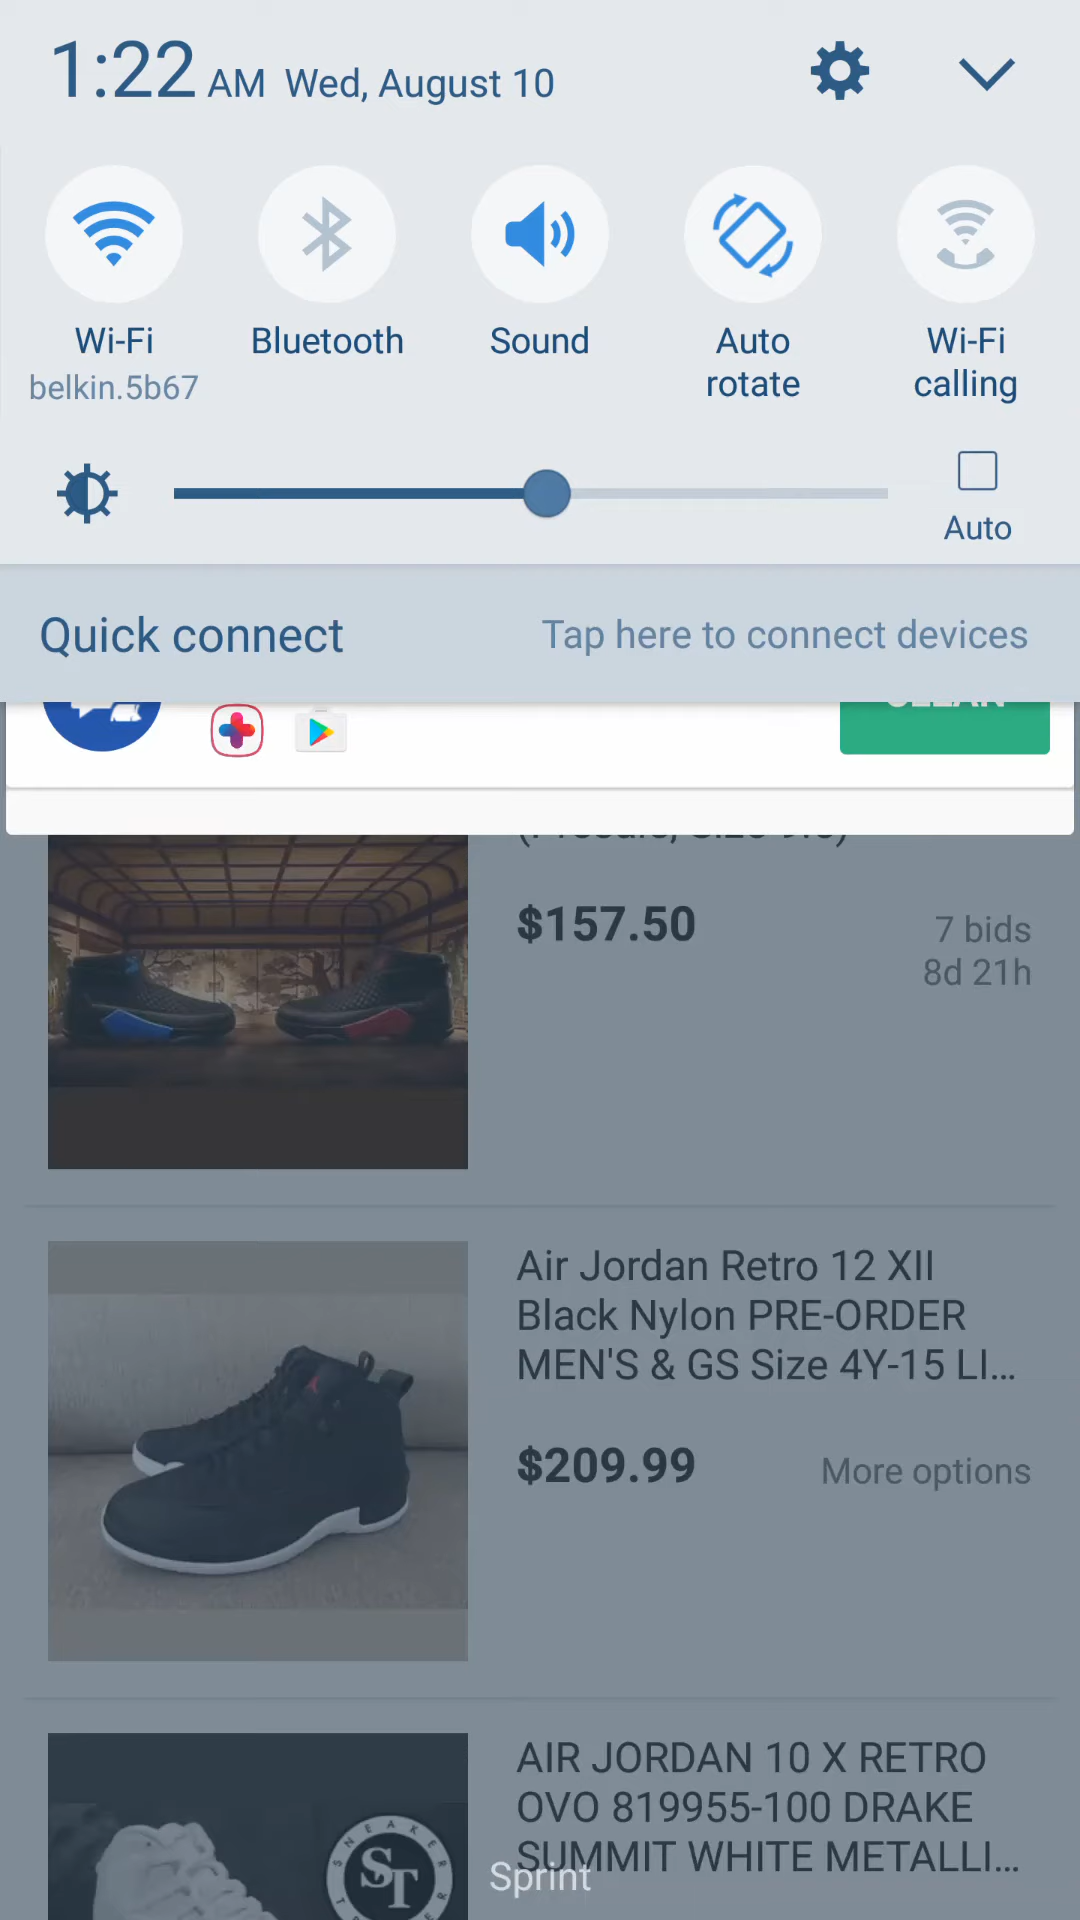 1:22 AM Wed, August 10
Wi-Fi
belkin.5b67
Bluetooth
Sound
Auto
rotate
Wi-Fi
calling
Auto
Quick connect
Tap here to connect devices
$157.50
7 bids
8d 21h
Air Jordan Retro 12 XII
Black Nylon PRE-ORDER
MEN'S & GS Size 4Y-15 LI...
$209.99
More options
AIR JORDAN 10 X RETRO
OVO 819955-100 DRAKE
SUMMIT WHITE METALLI...
SNEAKER
ST
Sprint